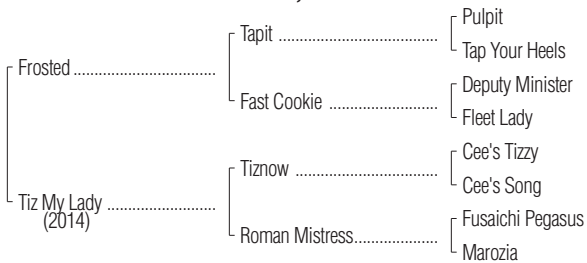 Pulpit
Tapit
Tap Your Heels
Frosted
Deputy Minister
Fast Cookie
Fleet Lady
Cee's Tizzy
Tiznow
Cee's Song
Tiz My Lady
(2014)
Fusaichi Pegasus
Roman Mistress
Marozia